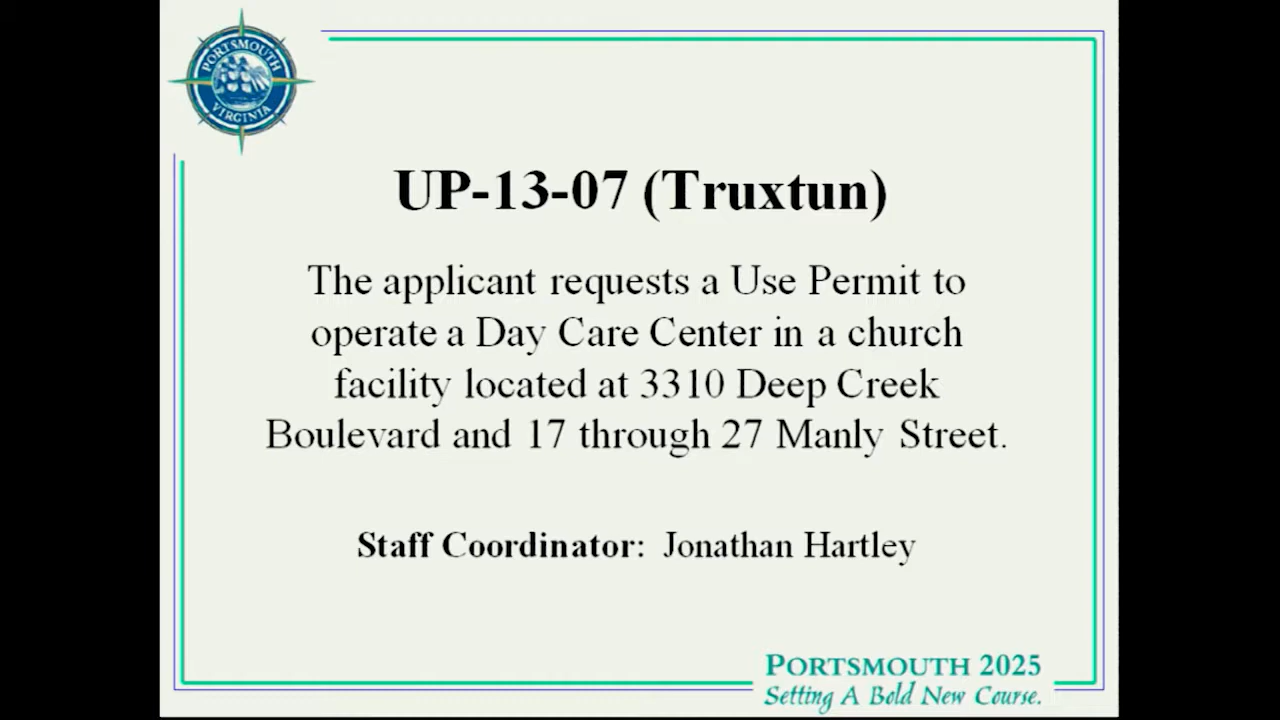 PORTSMOUTH
VIRGINIA
UP-13-07 (Truxtun)
The applicant requests a Use Permit to
operate a Day Care Center in a church
facility located at 3310 Deep Creek
Boulevard and 17 through 27 Manly Street.
Staff Coordinator: Jonathan Hartley
PORTSMOUTH 2025
Setting A Bold New Course.